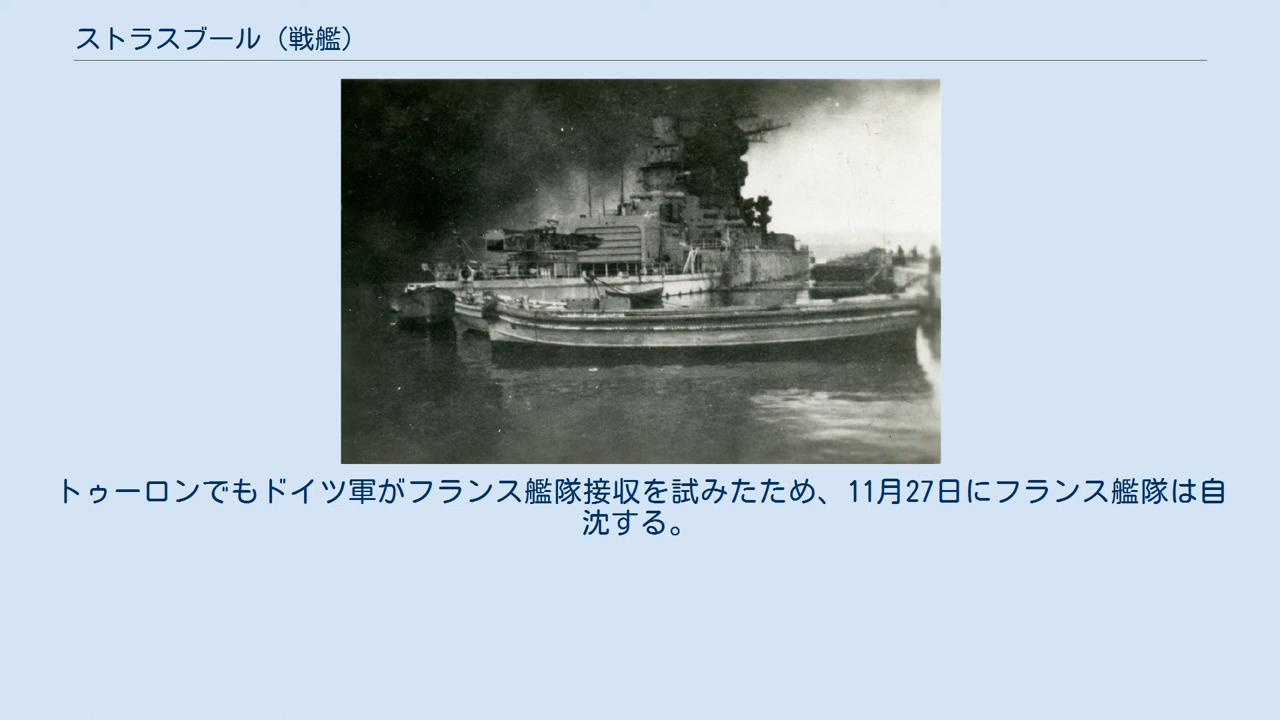 ストラスブール（戦艦）
トゥーロンでもドイツ軍がフランス艦隊接収を試みたため、11月27日にフランス艦隊は自
沈する。